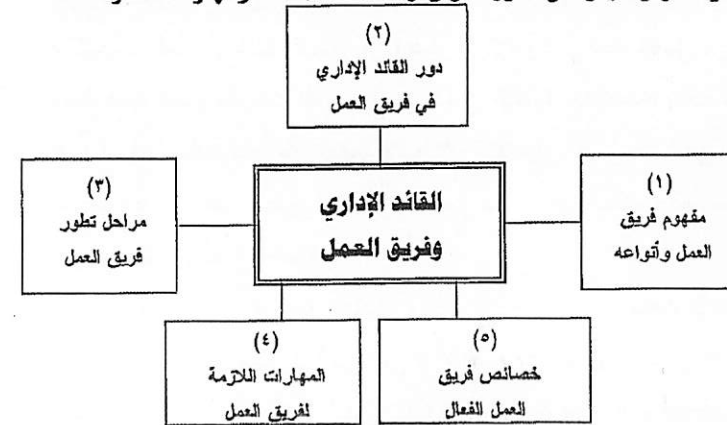 (٢)
دور القائد الإداري
في فريق العمل
(١)
مفهوم فريق
العمل وأنواعه
القائد الإداري
وفريق العمل
(٣)
مراحل تطور
فريق العمل
(٤)
المهارات اللازمة
لفريق العمل
(٥)
خصائص فريق
العمل الفعال